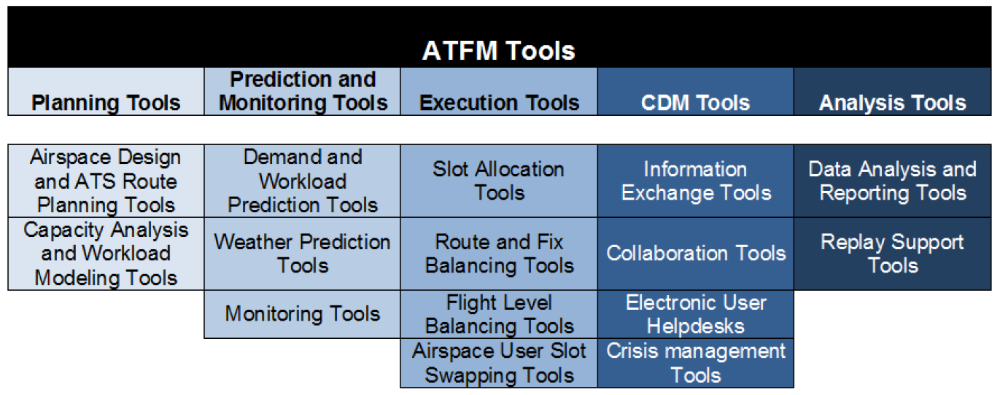 ATFM Tools
Planning Tools
Prediction and
Monitoring Tools
Execution Tools
CDM Tools
Analysis Tools
Airspace Design
and ATS Route
Planning Tools
Demand and
Workload
Prediction Tools
Slot Allocation
Tools
Information
Exchange Tools
Data Analysis and
Reporting Tools
Capacity Analysis
and Workload
Modeling Tools
Weather Prediction
Tools
Route and Fix
Balancing Tools
Collaboration Tools
Replay Support
Tools
Monitoring Tools
Flight Level
Balancing Tools
Electronic User
Helpdesks
Airspace User Slot
Swapping Tools
Crisis management
Tools